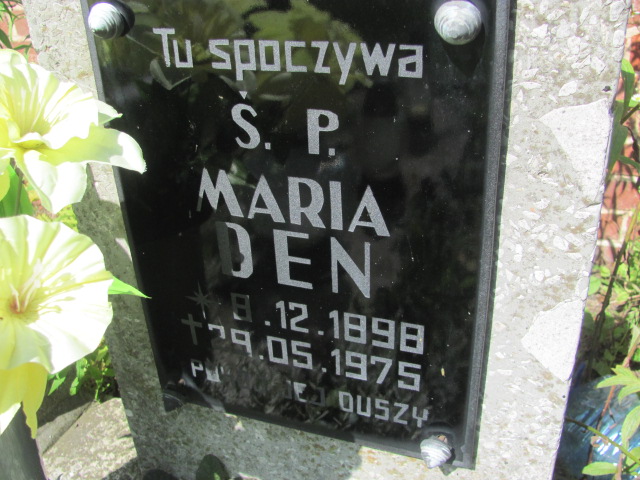 Tu spoczywa
Ś. P.
MARIA
DEN
8.12.1898
29.05.1975
DUSZY